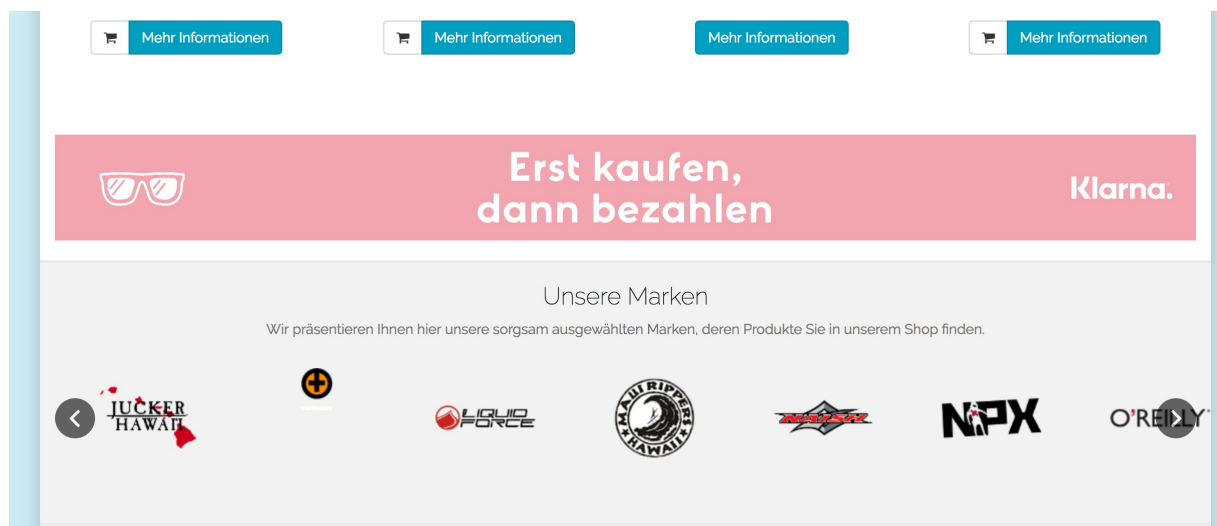 Mehr Informationen
Mehr Informationen
Mehr Informationen
Mehr Informationen
Erst kaufen,
dann bezahlen
Klarna.
Unsere Marken
Wir präsentieren Ihnen hier unsere sorgsam ausgewählten Marken, deren Produkte Sie in unserem Shop finden.
JUCKER
HAWAII
LIQUID
FORCE
MAUI RIPPERS
HAWAII
NAISH
NPX
O'REILLY